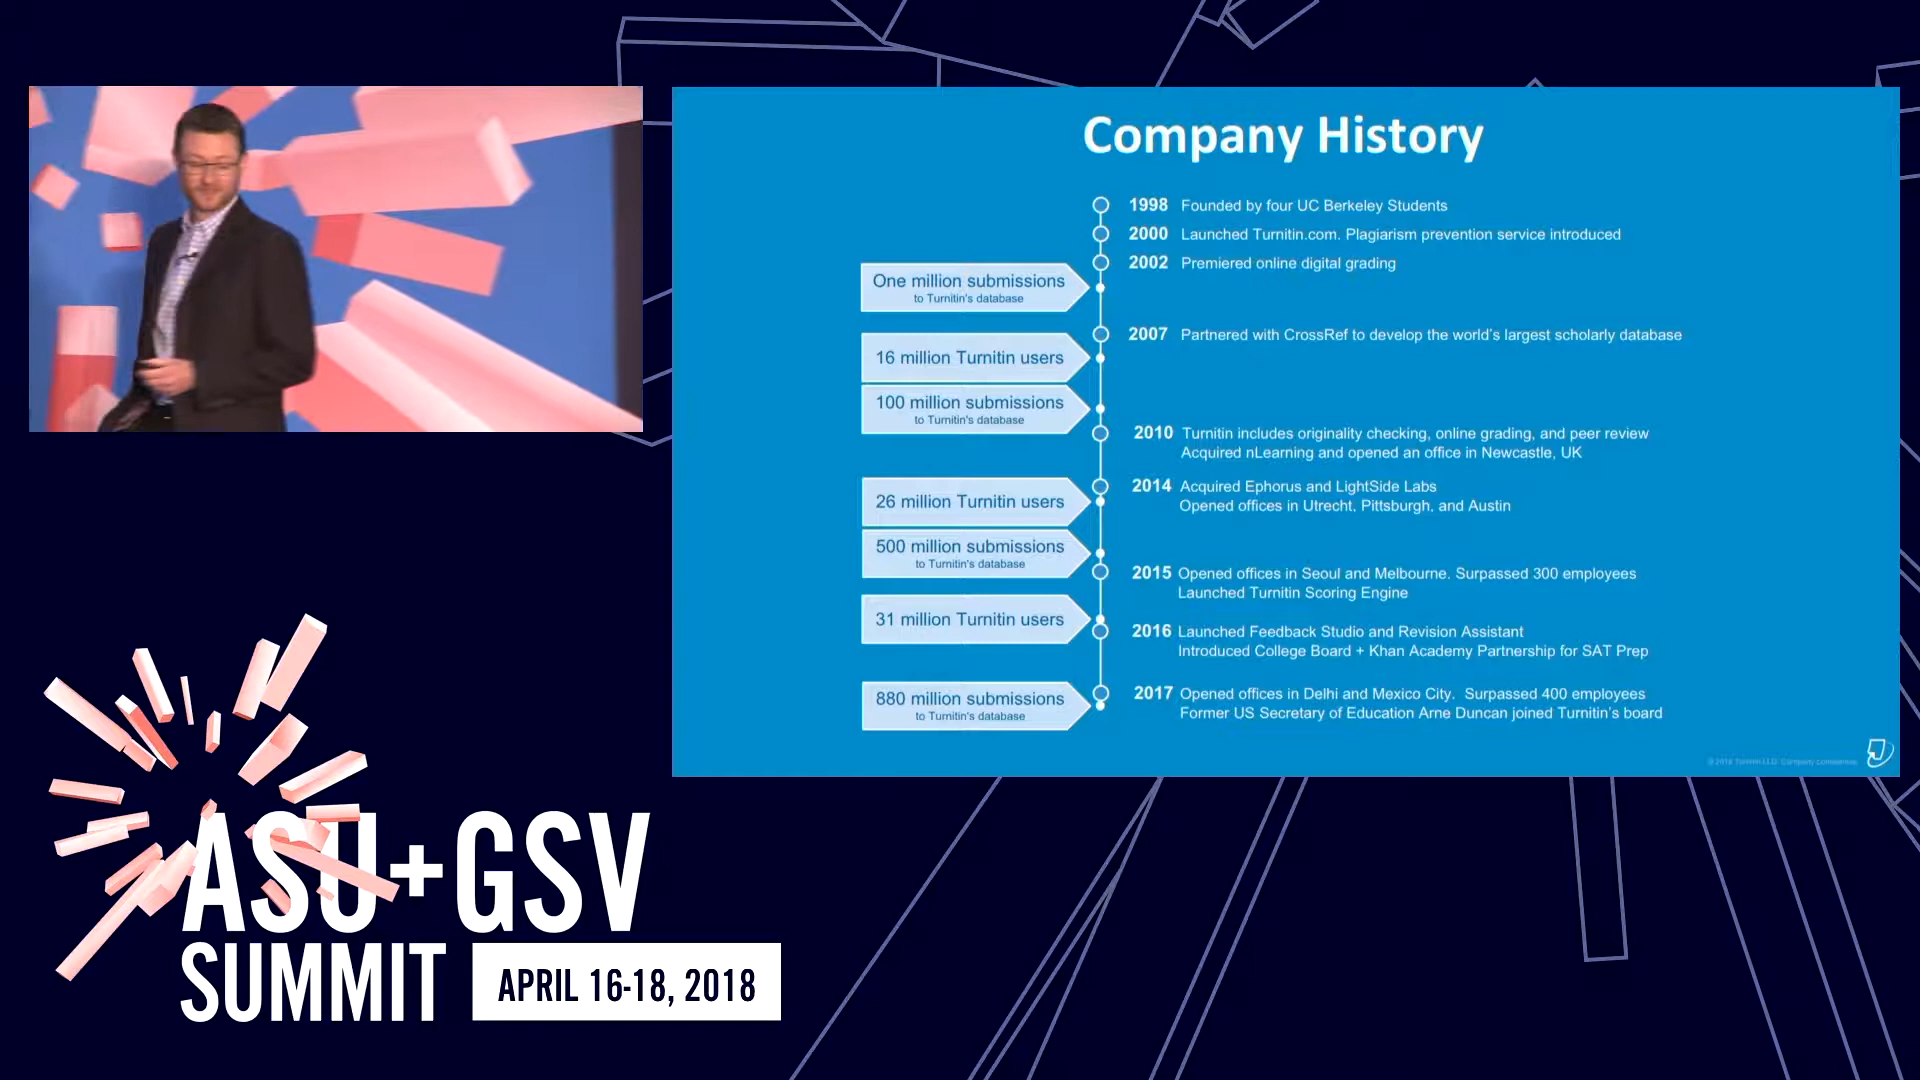 Company History
1998 Founded by four UC Berkeley Students
2000 Launched Turnitin.com. Plagiarism prevention service introduced
2002 Premiered online digital grading
One million submissions
to Turnitin's database
2007 Partnered with CrossRef to develop the world's largest scholarly database
16 million Turnitin users
100 million submissions
to Turnitin's database
2010 Turnitin includes originality checking, online grading, and peer review
Acquired nLearning and opened an office in Newcastle, UK
2014 Acquired Ephorus and LightSide Labs
Opened offices in Utrecht, Pittsburgh, and Austin
26 million Turnitin users
500 million submissions
to Turnitin's database
2015 Opened offices in Seoul and Melbourne. Surpassed 300 employees
Launched Turnitin Scoring Engine
31 million Turnitin users
2016 Launched Feedback Studio and Revision Assistant
Introduced College Board + Khan Academy Partnership for SAT Prep
2017 Opened offices in Delhi and Mexico City. Surpassed 400 employees
Former US Secretary of Education Arne Duncan joined Turnitin's board
880 million submissions
to Turnitin's database
ASU+GSV
SUMMIT
APRIL 16-18, 2018